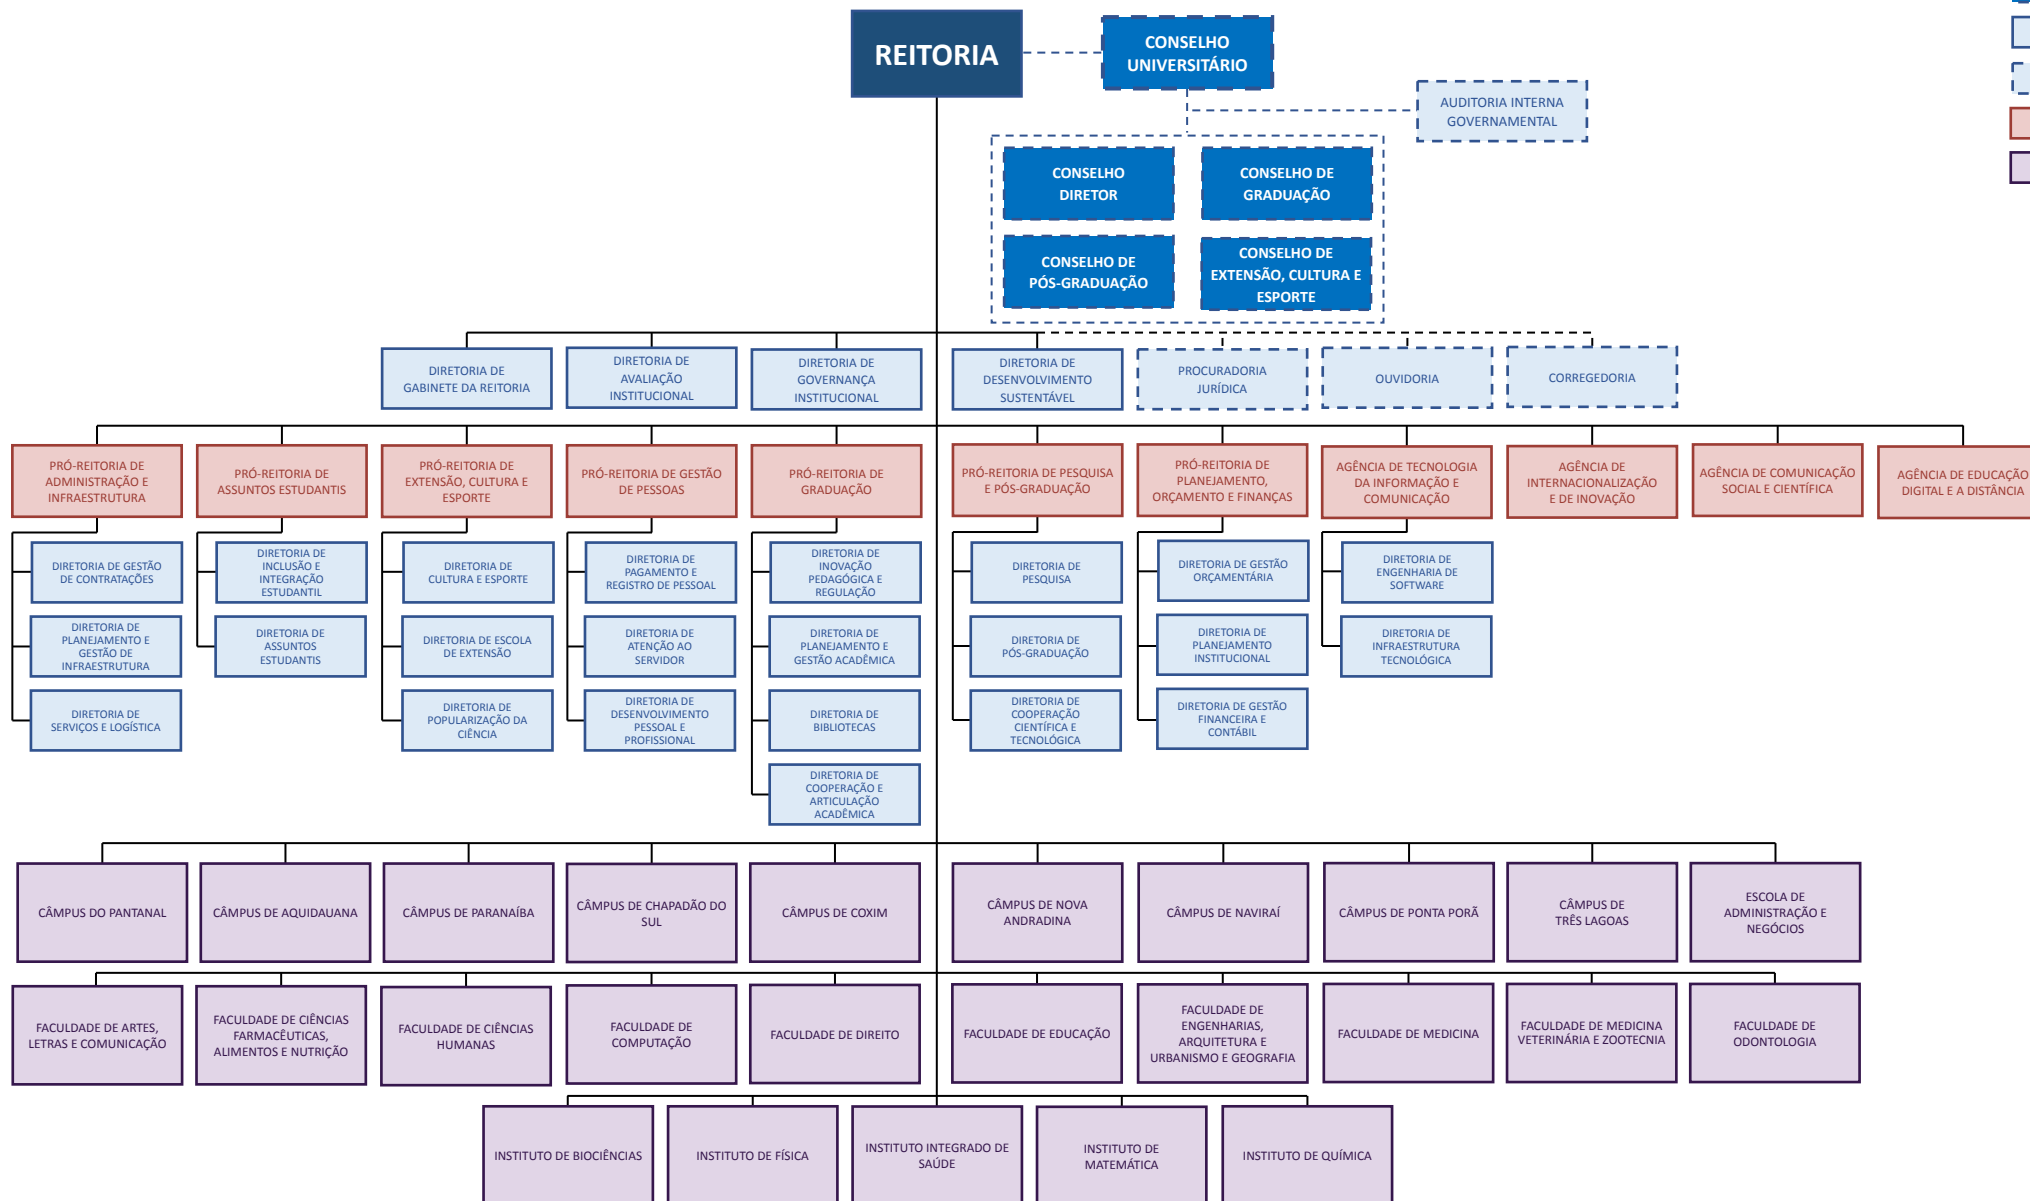 REITORIA
CONSELHO
UNIVERSITÁRIO
AUDITORIA INTERNA
GOVERNAMENTAL
CONSELHO
DIRETOR
CONSELHO DE
GRADUAÇÃO
CONSELHO DE
PÓS-GRADUAÇÃO
CONSELHO DE
EXTENSÃO, CULTURA E
ESPORTE
DIRETORIA DE
GABINETE DA REITORIA
DIRETORIA DE
AVALIAÇÃO
INSTITUCIONAL
DIRETORIA DE
GOVERNANÇA
INSTITUCIONAL
DIRETORIA DE
DESENVOLVIMENTO
SUSTENTÁVEL
PROCURADORIA
JURÍDICA
OUVIDORIA
CORREGEDORIA
PRÓ-REITORIA DE
ADMINISTRAÇÃO E
INFRAESTRUTURA
PRÓ-REITORIA DE
ASSUNTOS ESTUDANTIS
PRÓ-REITORIA DE
EXTENSÃO, CULTURA E
ESPORTE
PRÓ-REITORIA DE GESTÃO
DE PESSOAS
PRÓ-REITORIA DE
GRADUAÇÃO
PRÓ-REITORIA DE PESQUISA
E PÓS-GRADUAÇÃO
PRÓ-REITORIA DE
PLANEJAMENTO,
ORÇAMENTO E FINANÇAS
AGÊNCIA DE TECNOLOGIA
DA INFORMAÇÃO E
COMUNICAÇÃO
AGÊNCIA DE
INTERNACIONALIZAÇÃO
E DE INOVAÇÃO
AGÊNCIA DE COMUNICAÇÃO
SOCIAL E CIENTÍFICA
AGÊNCIA DE EDUCAÇÃO
DIGITAL E A DISTÂNCIA
DIRETORIA DE GESTÃO
DE CONTRATAÇÕES
DIRETORIA DE
INCLUSÃO E
INTEGRAÇÃO
ESTUDANTIL
DIRETORIA DE
CULTURA E ESPORTE
DIRETORIA DE
PAGAMENTO E
REGISTRO DE PESSOAL
DIRETORIA DE
INOVAÇÃO
PEDAGÓGICA E
REGULAÇÃO
DIRETORIA DE
PESQUISA
DIRETORIA DE GESTÃO
ORÇAMENTÁRIA
DIRETORIA DE
ENGENHARIA DE
SOFTWARE
DIRETORIA DE
PLANEJAMENTO E
GESTÃO DE
INFRAESTRUTURA
DIRETORIA DE
ASSUNTOS
ESTUDANTIS
DIRETORIA DE ESCOLA
DE EXTENSÃO
DIRETORIA DE
ATENÇÃO AO
SERVIDOR
DIRETORIA DE
PLANEJAMENTO E
GESTÃO ACADÊMICA
DIRETORIA DE
PÓS-GRADUAÇÃO
DIRETORIA DE
PLANEJAMENTO
INSTITUCIONAL
DIRETORIA DE
INFRAESTRUTURA
TECNOLÓGICA
DIRETORIA DE
SERVIÇOS E LOGÍSTICA
DIRETORIA DE
POPULARIZAÇÃO DA
CIÊNCIA
DIRETORIA DE
DESENVOLVIMENTO
PESSOAL E
PROFISSIONAL
DIRETORIA DE
BIBLIOTECAS
DIRETORIA DE
COOPERAÇÃO
CIENTÍFICA E
TECNOLÓGICA
DIRETORIA DE GESTÃO
FINANCEIRA E
CONTÁBIL
DIRETORIA DE
COOPERAÇÃO E
ARTICULAÇÃO
ACADÊMICA
CÂMPUS DO PANTANAL
CÂMPUS DE AQUIDAUANA
CÂMPUS DE PARANAÍBA
CÂMPUS DE CHAPADÃO DO
SUL
CÂMPUS DE COXIM
CÂMPUS DE NOVA
ANDRADINA
CÂMPUS DE NAVIRAÍ
CÂMPUS DE PONTA PORÃ
CÂMPUS DE
TRÊS LAGOAS
ESCOLA DE
ADMINISTRAÇÃO E
NEGÓCIOS
FACULDADE DE ARTES,
LETRAS E COMUNICAÇÃO
FACULDADE DE CIÊNCIAS
FARMACÊUTICAS,
ALIMENTOS E NUTRIÇÃO
FACULDADE DE CIÊNCIAS
HUMANAS
FACULDADE DE
COMPUTAÇÃO
FACULDADE DE DIREITO
FACULDADE DE EDUCAÇÃO
FACULDADE DE
ENGENHARIAS,
ARQUITETURA E
URBANISMO E GEOGRAFIA
FACULDADE DE MEDICINA
FACULDADE DE MEDICINA
VETERINÁRIA E ZOOTECNIA
FACULDADE DE
ODONTOLOGIA
INSTITUTO DE BIOCIÊNCIAS
INSTITUTO DE FÍSICA
INSTITUTO INTEGRADO DE
SAÚDE
INSTITUTO DE
MATEMÁTICA
INSTITUTO DE QUÍMICA